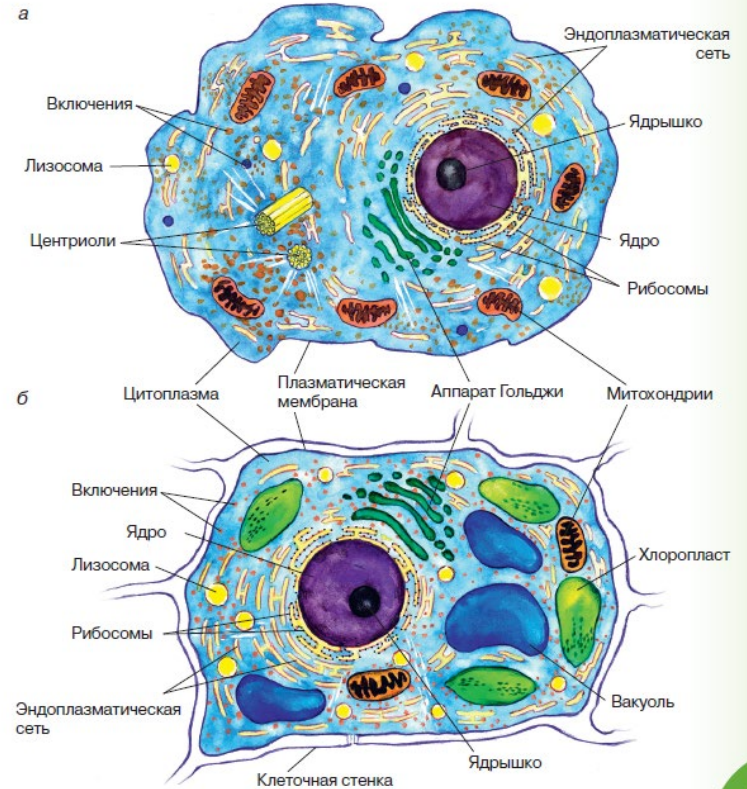 а
Эндоплазматическая
сеть
Включения
Ядрышко
Лизосома
Центриоли
Ядро
Рибосомы
Цитоплазма
Плазматическая
мембрана
Аппарат Гольджи
Митохондрии
б
Включения
Ядро
Лизосома
Хлоропласт
Рибосомы
Вакуоль
Эндоплазматическая
сеть
Ядрышко
Клеточная стенка